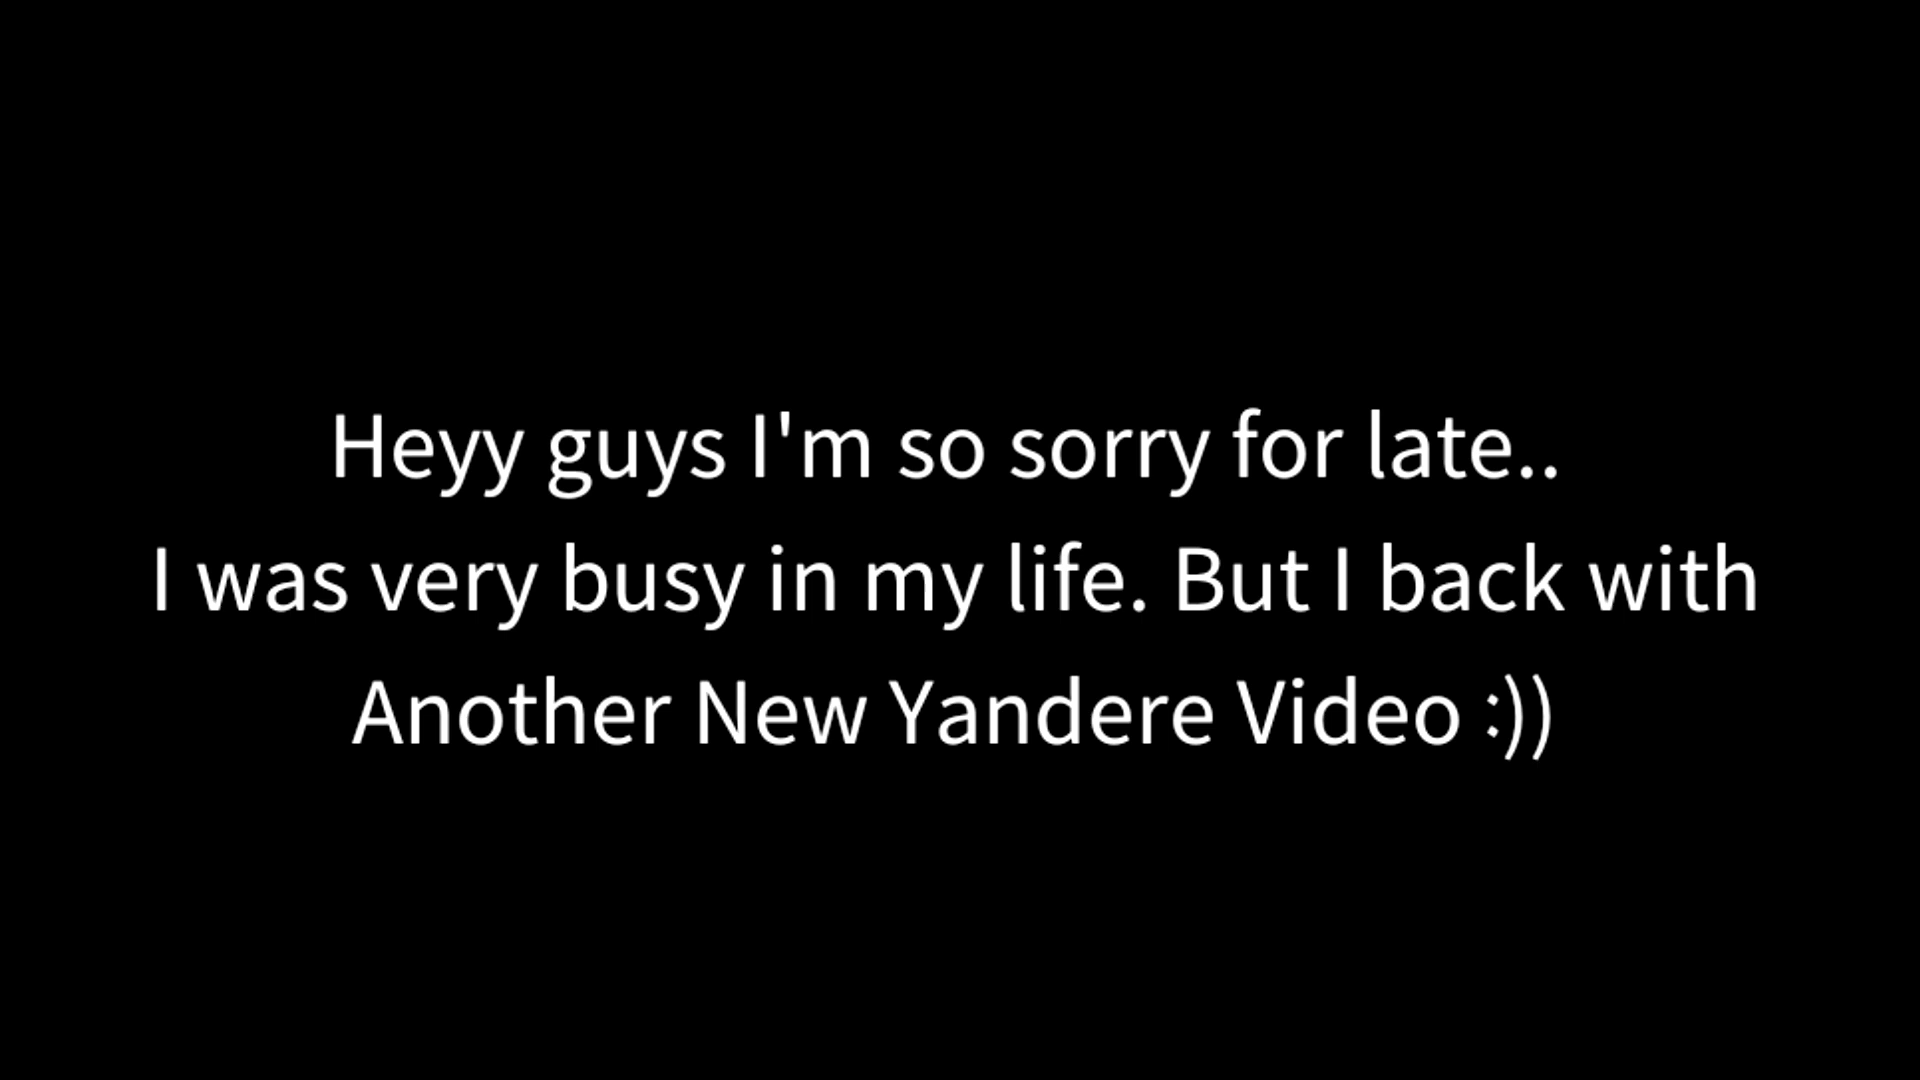 Heyy guys I'm so sorry for late..
I was very busy in my life. But I back with
Another New Yandere Video :))